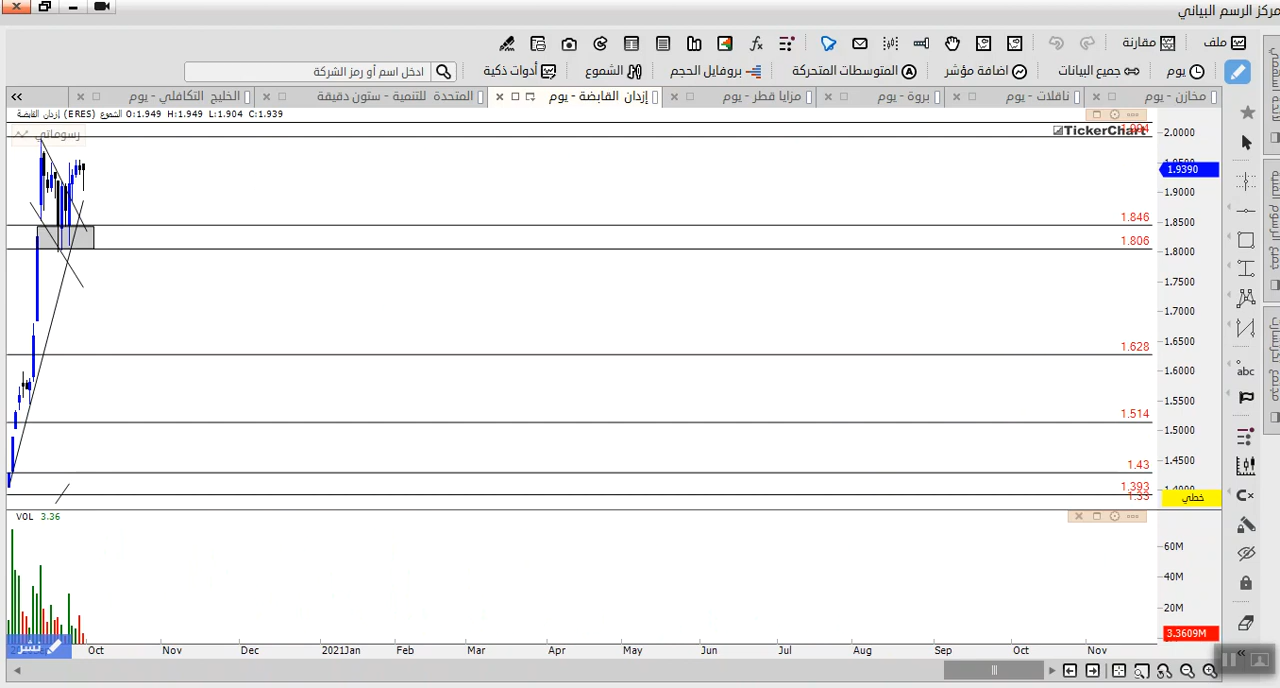 مركز الرسم البياني
ملف
مقارنة
يوم
جميع البيانات
اضافة مؤشر
المتوسطات المتحركة
بروفايل الحجم
الشموع
أدوات ذكية
ادخل اسم أو رمز الشركة
مخازن - يوم
ناقلات - يوم
بروة - يوم
مزايا قطر - يوم
إزدان القابضة - يوم
المتحدة للتنمية - ستون دقيقة
الخليج التكافلي - يوم
إزدان القابضة (ERES) الشموع O:1.949 H:1.949 L:1.904 C:1.939
رسوماتي
TickerChart
2.0000
1.9390
1.9000
1.846
1.8500
1.806
1.8000
1.7500
1.7000
1.628
1.6500
1.6000
1.5500
1.514
1.5000
1.43
1.4500
1.393
1.33
خطي
VOL 3.36
60M
40M
20M
3.3609M
نشر
Oct Nov Dec 2021Jan Feb Mar Apr May Jun Jul Aug Sep Oct Nov
abc